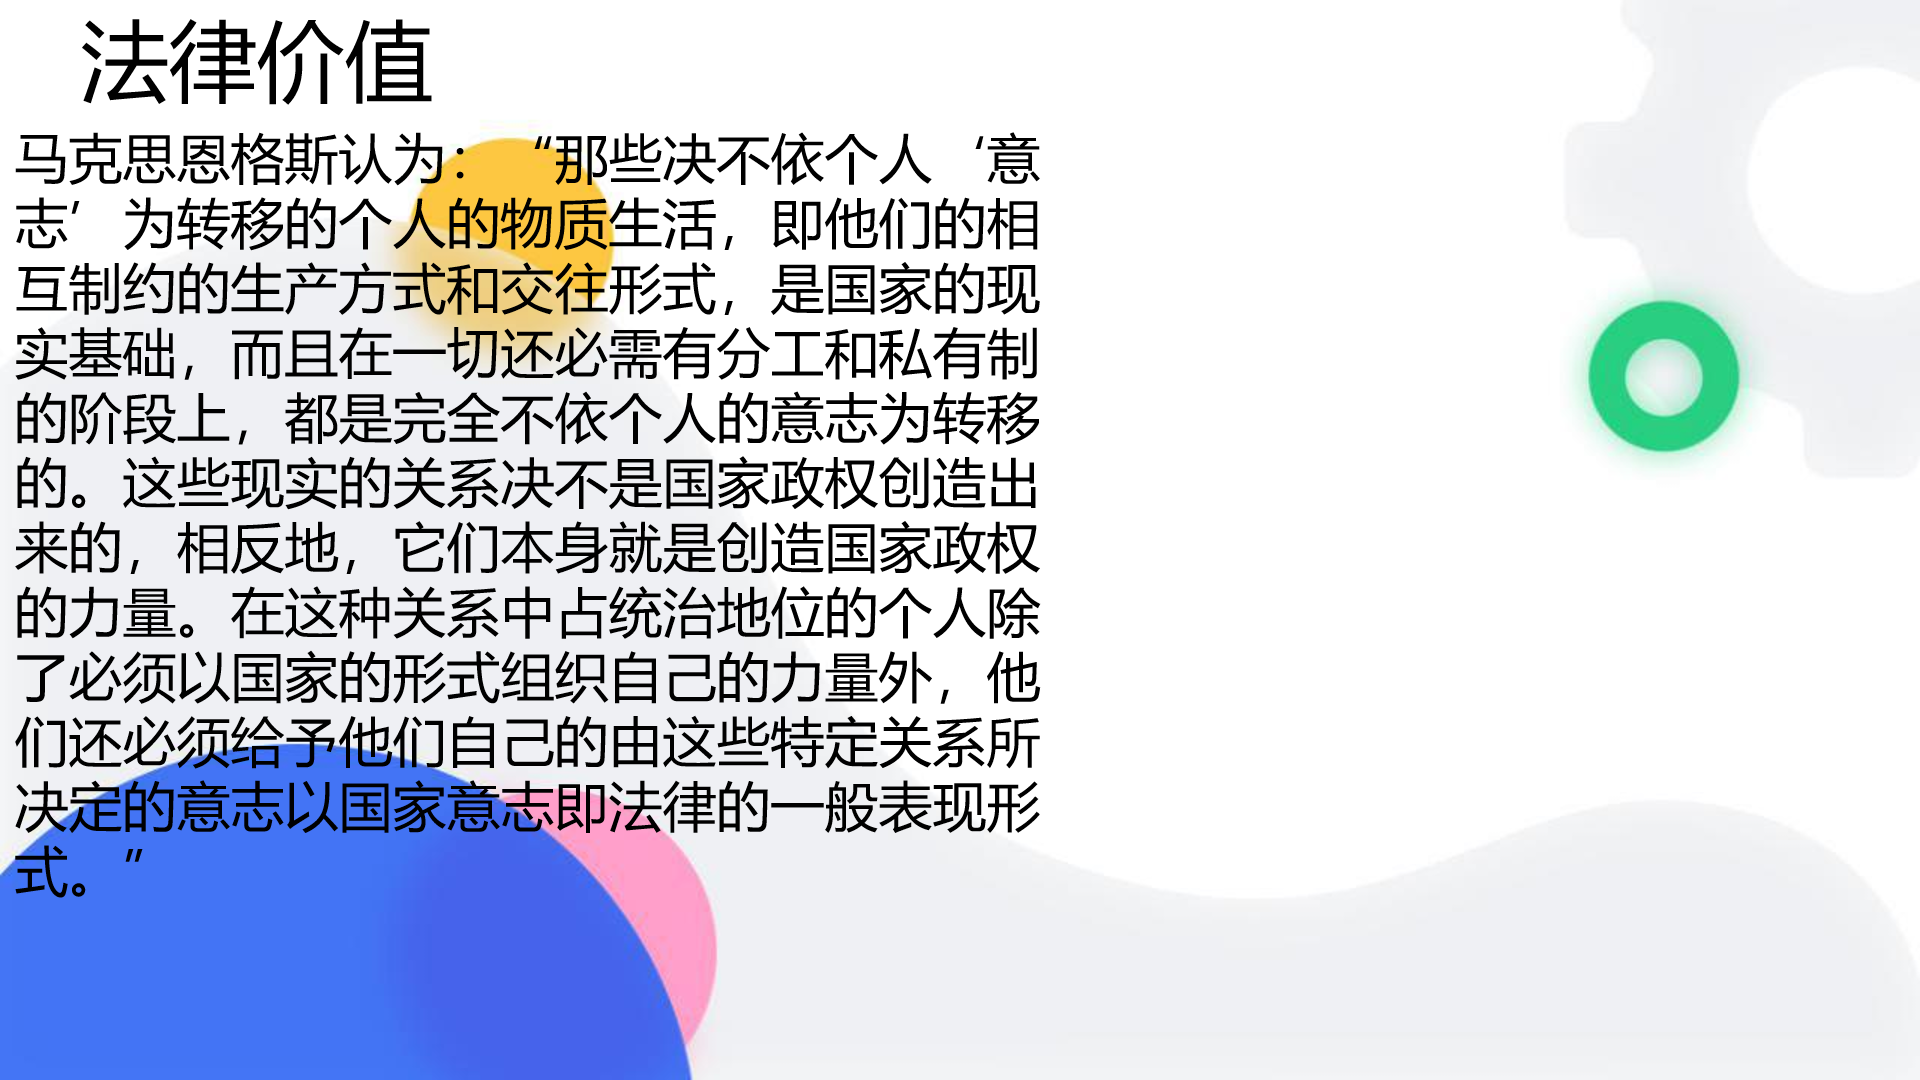 法律价值
马克思恩格斯认为：“那些决不依个人‘意
志’为转移的个人的物质生活，即他们的相
互制约的生产方式和交往形式，是国家的现
实基础，而且在一切还必需有分工和私有制
的阶段上，都是完全不依个人的意志为转移
的。这些现实的关系决不是国家政权创造出
来的，相反地，它们本身就是创造国家政权
的力量。在这种关系中占统治地位的个人除
了必须以国家的形式组织自己的力量外，他
们还必须给予他们自己的由这些特定关系所
决定的意志以国家意志即法律的一般表现形
式。”